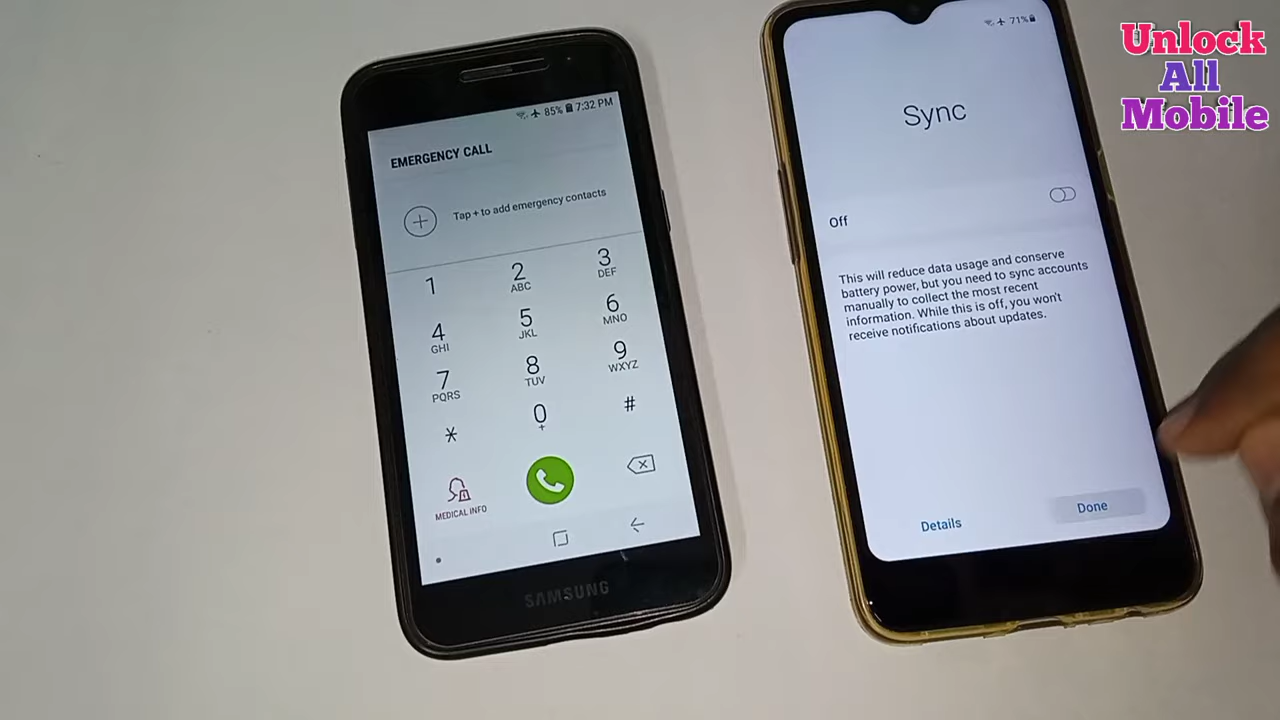 85% 7:32 PM
EMERGENCY CALL
Tap + to add emergency contacts
1
2
ABC
3
DEF
4
GHI
5
JKL
6
MNO
7
PQRS
8
TUV
9
WXYZ
*
0
+
#
MEDICAL INFO
SAMSUNG
71%
Sync
Off
This will reduce data usage and conserve
battery power, but you need to sync accounts
manually to collect the most recent
information. While this is off, you won't
receive notifications about updates.
Details
Done
Unlock
All
Mobile